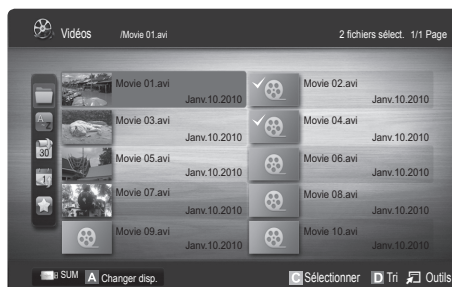 Vidéos /Movie 01.avi 2 fichiers sélect. 1/1 Page
Movie 01.avi Movie 02.avi
Janv.10.2010 Janv.10.2010
Movie 03.avi Movie 04.avi
Janv.10.2010 Janv.10.2010
Movie 05.avi Movie 06.avi
Janv.10.2010 Janv.10.2010
Movie 07.avi Movie 08.avi
Janv.10.2010 Janv.10.2010
Movie 09.avi Movie 10.avi
Janv.10.2010 Janv.10.2010
A Z
30
1
SUM A Changer disp. C Sélectionner D Tri Outils